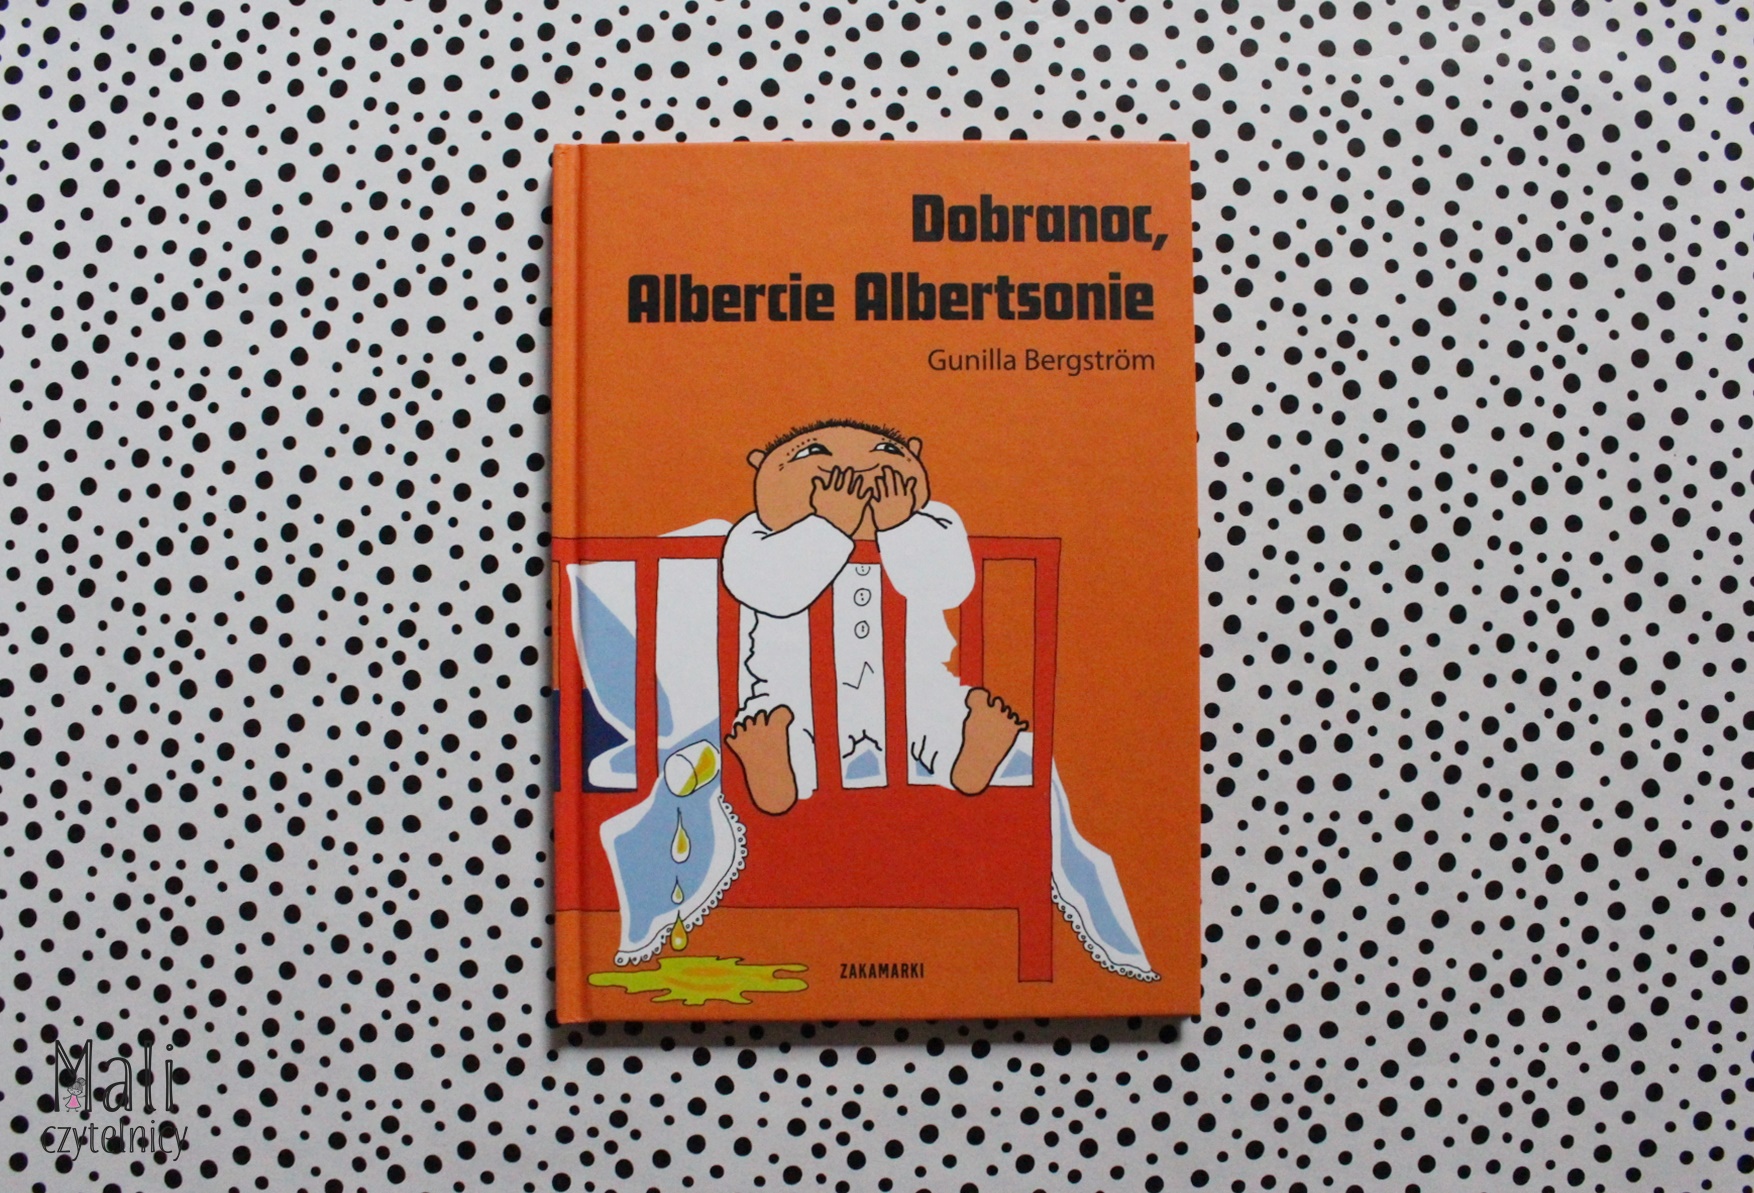 Dobranoc,
Albercie Albertsonie
Gunilla Bergström
ZAKAMARKI
Mali
czytelnicy